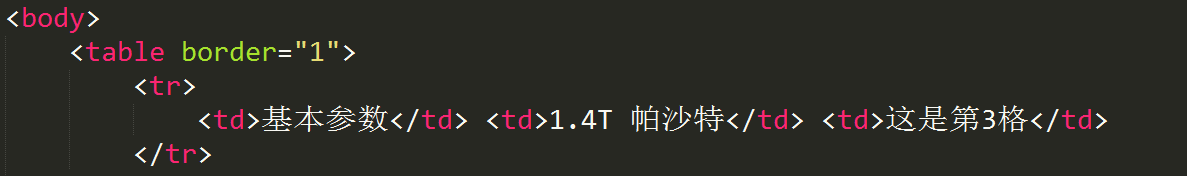 <body>
<table border="1">
<tr>
<td>基本参数</td> <td>1.4T 帕沙特</td> <td>这是第3格</td>
</tr>